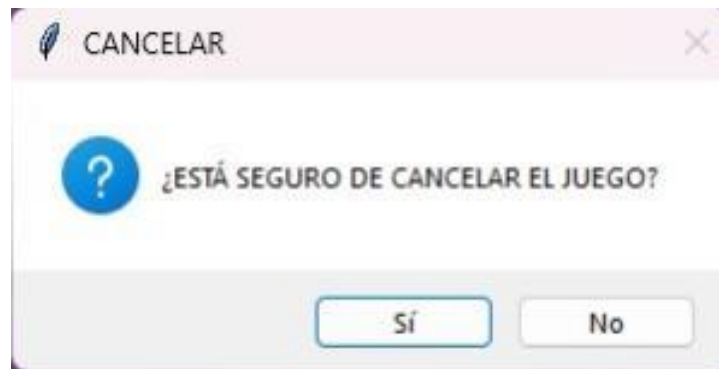 CANCELAR
¿ESTÁ SEGURO DE CANCELAR EL JUEGO?
Sí No